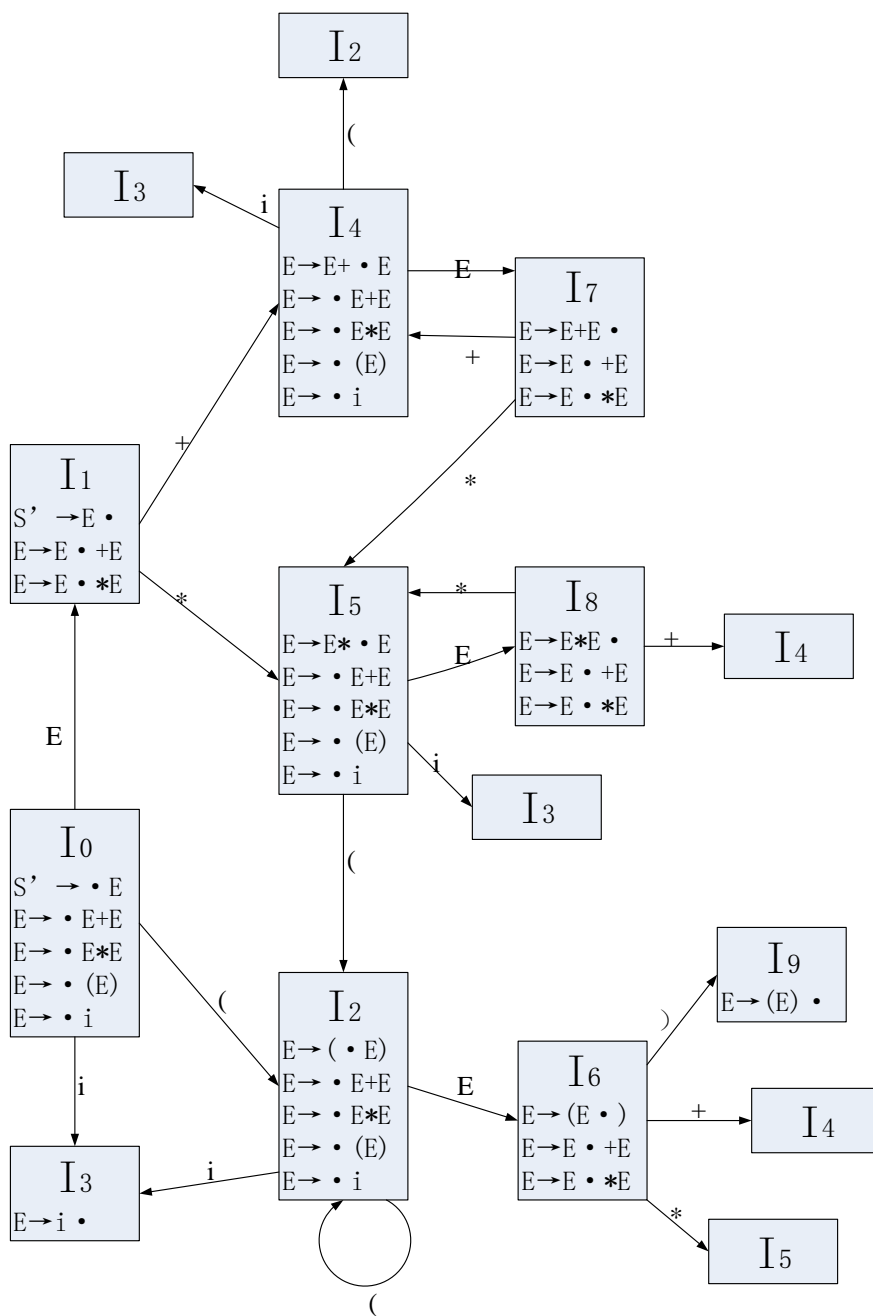 I2
(
I3
i
I4
E→E+・E
E→・E+E
E→・E*E
E→・(E)
E→・i
E
+
I7
E→E+E・
E→E・+E
E→E・*E
+
*
I1
S’→E・
E→E・+E
E→E・*E
*
I5
E→E*・E
E→・E+E
E→・E*E
E→・(E)
E→・i
*
E
I8
E→E*E・
E→E・+E
E→E・*E
+
I4
i
I3
E
(
I0
S’→・E
E→・E+E
E→・E*E
E→・(E)
E→・i
(
i
I2
E→(・E)
E→・E+E
E→・E*E
E→・(E)
E→・i
E
i
(
I3
E→i・
I6
E→(E・)
E→E・+E
E→E・*E
)
I9
E→(E)・
+
I4
*
I5